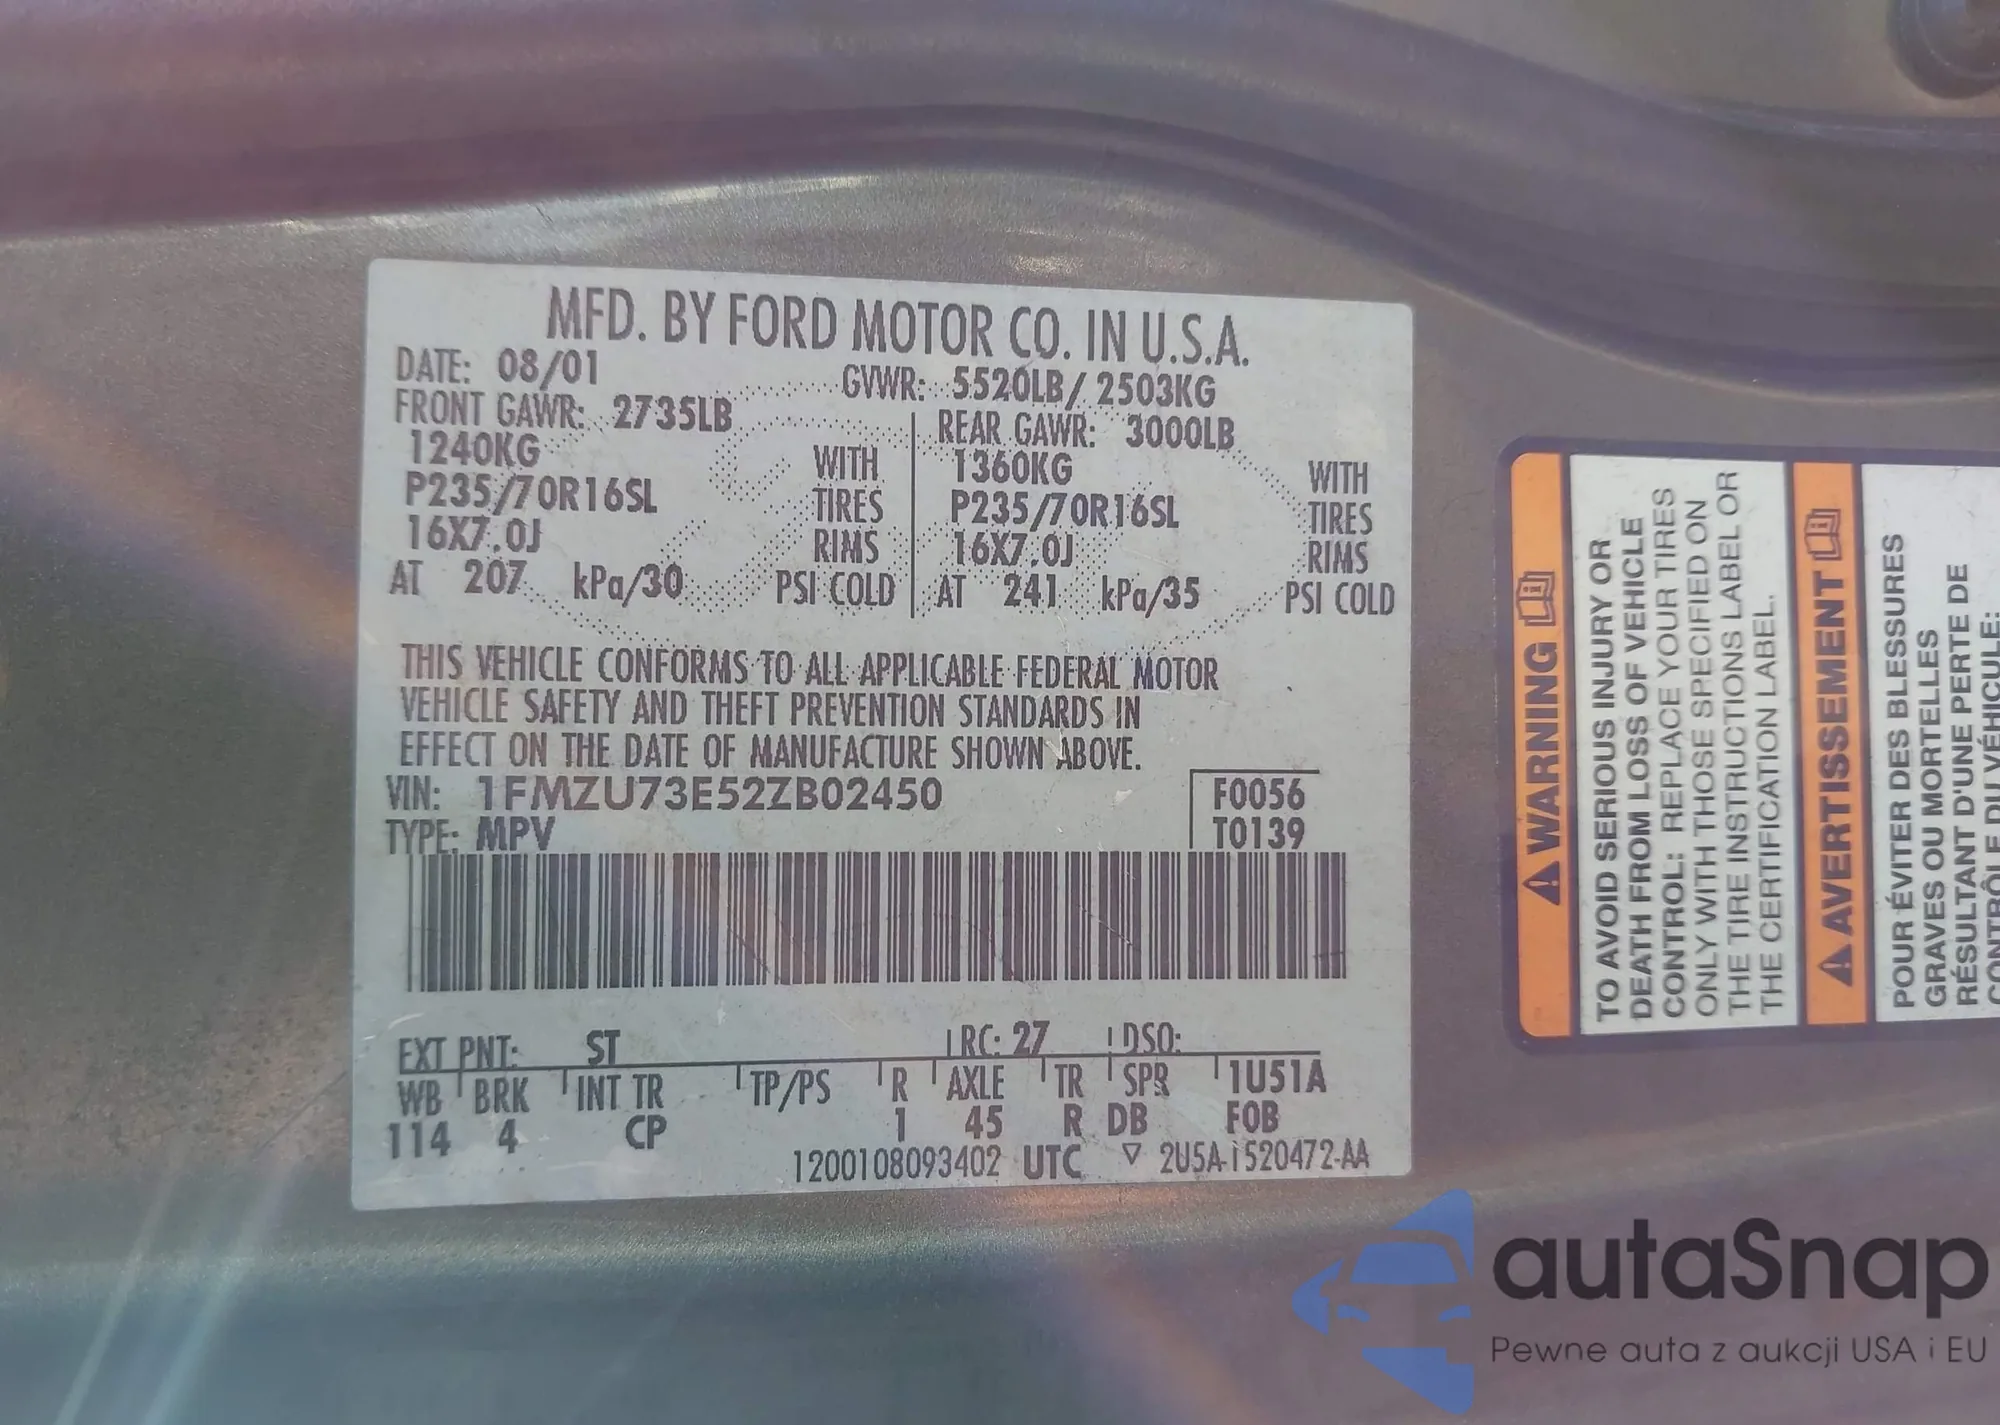 MFD. BY FORD MOTOR CO. IN U.S.A.
DATE: 08/01 GVWR: 5520LB/ 2503KG
FRONT GAWR: 2735LB REAR GAWR: 3000LB
1240KG WITH 1360KG WITH
P235/70R16SL TIRES P235/70R16SL TIRES
16X7.0J RIMS 16X7.0J RIMS
AT 207 kPa/30 PSI COLD AT 241 kPa/35 PSI COLD
THIS VEHICLE CONFORMS TO ALL APPLICABLE FEDERAL MOTOR
VEHICLE SAFETY AND THEFT PREVENTION STANDARDS IN
EFFECT ON THE DATE OF MANUFACTURE SHOWN ABOVE.
VIN: 1FMZU73E52ZB02450 F0056
TYPE: MPV T0139
EXT PNT: ST RC: 27 DSO:
WB BRK INT TR TP/PS R AXLE TR SPR 1U51A
114 4 CP 1 45 R DB FOB
1200108093402 UTC ▽ 2U5A-1520472-AA
⚠ WARNING
TO AVOID SERIOUS INJURY OR
DEATH FROM LOSS OF VEHICLE
CONTROL: REPLACE YOUR TIRES
ONLY WITH THOSE SPECIFIED ON
THE TIRE INSTRUCTIONS LABEL OR
THE CERTIFICATION LABEL.
⚠ AVERTISSEMENT
POUR ÉVITER DES BLESSURES
GRAVES OU MORTELLES
RÉSULTANT D'UNE PERTE DE
CONTRÔLE DU VÉHICULE:
autaSnap
Pewne auta z aukcji USA i EU